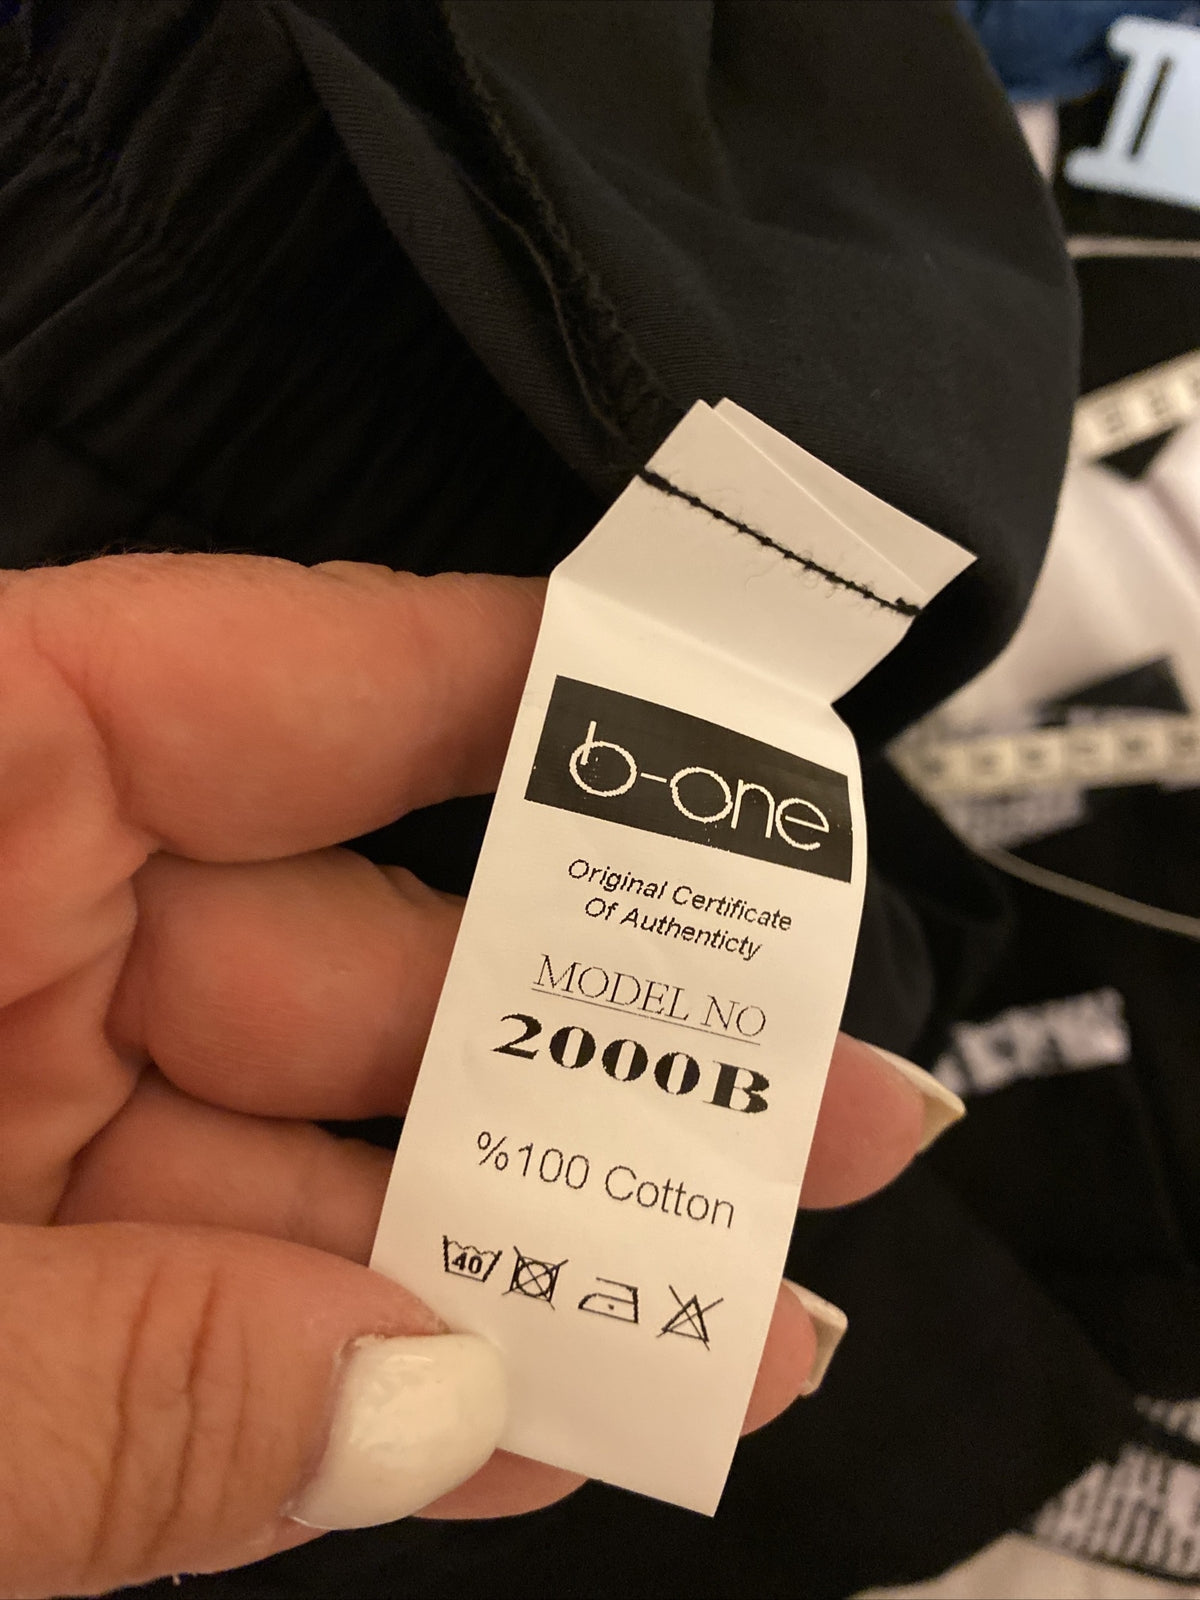 b-one
Original Certificate
Of Authenticty
MODEL NO
2000B
%100 Cotton
40